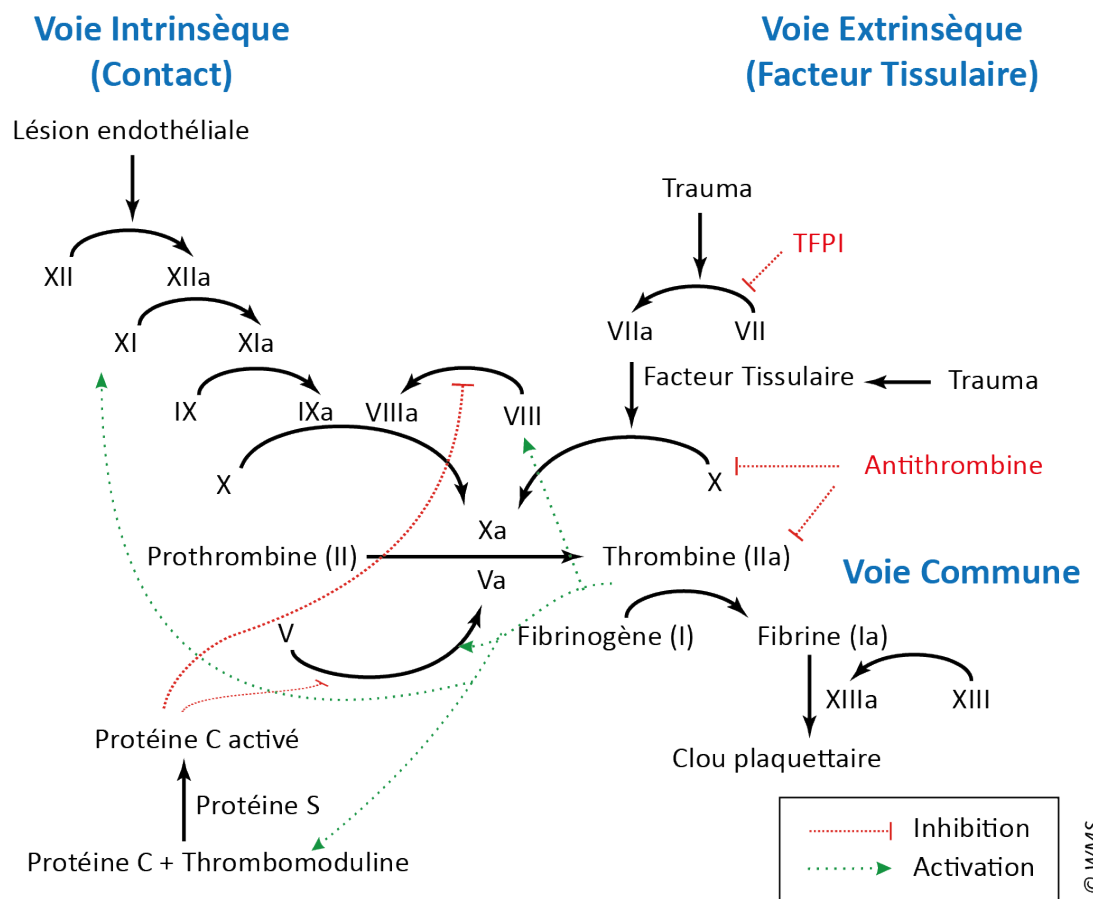 Voie Intrinsèque
(Contact)
Voie Extrinsèque
(Facteur Tissulaire)
Lésion endothéliale
Trauma
TFPI
XII
XIIa
VIIa
VII
XI
XIa
Facteur Tissulaire
Trauma
IX
IXa
VIIIa
VIII
X
X
Antithrombine
Xa
Prothrombine (II)
Thrombine (IIa)
Va
Voie Commune
V
Fibrinogène (I)
Fibrine (Ia)
XIIIa
XIII
Protéine C activé
Clou plaquettaire
Protéine S
Protéine C + Thrombomoduline
Inhibition
Activation
© WMS